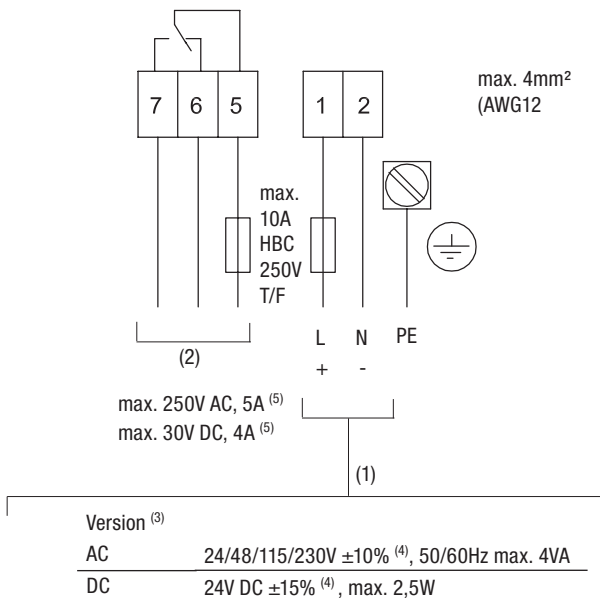 7 6 5
1 2
max. 4mm²
(AWG12
max.
10A
HBC
250V
T/F
L N PE
+ -
(2)
max. 250V AC, 5A (5)
max. 30V DC, 4A (5)
(1)
Version (3)
AC 24/48/115/230V ±10% (4), 50/60Hz max. 4VA
DC 24V DC ±15% (4) , max. 2,5W